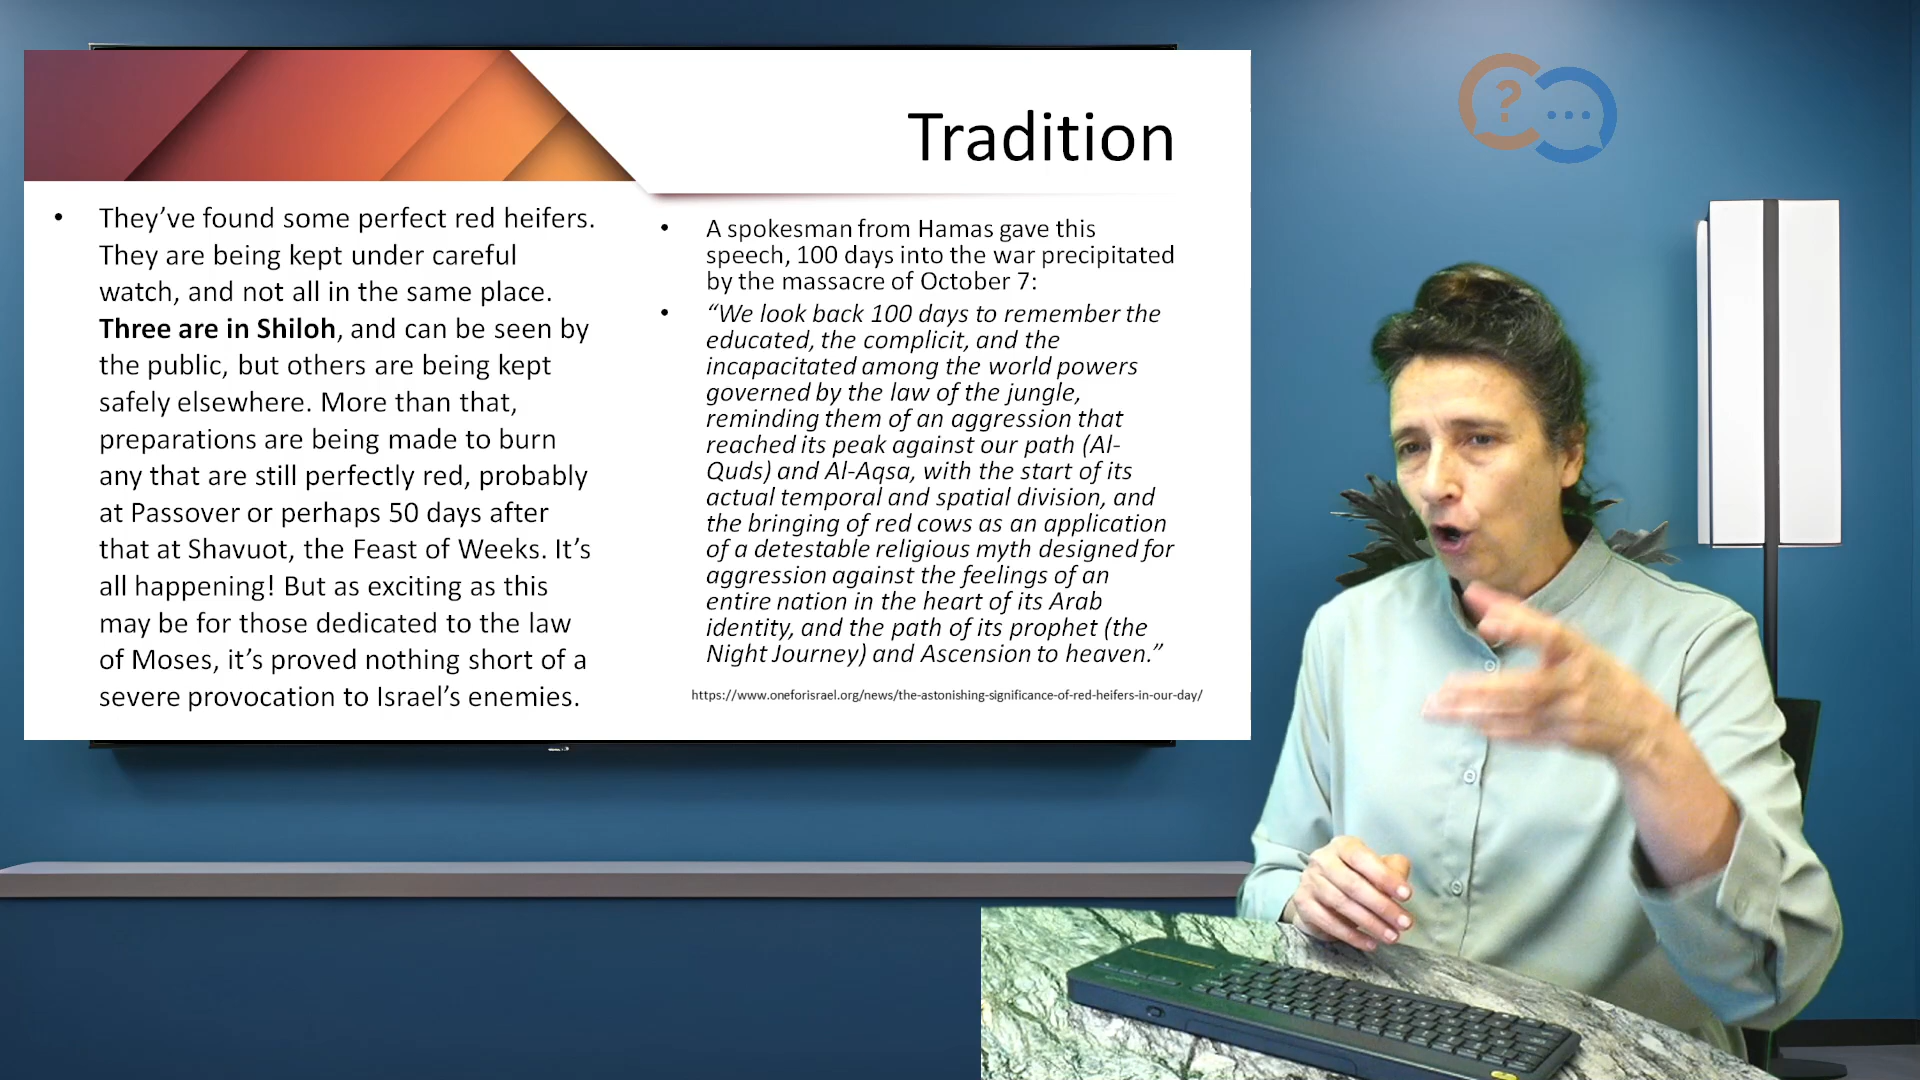 Tradition
• They’ve found some perfect red heifers.
They are being kept under careful
watch, and not all in the same place.
Three are in Shiloh, and can be seen by
the public, but others are being kept
safely elsewhere. More than that,
preparations are being made to burn
any that are still perfectly red, probably
at Passover or perhaps 50 days after
that at Shavuot, the Feast of Weeks. It’s
all happening! But as exciting as this
may be for those dedicated to the law
of Moses, it’s proved nothing short of a
severe provocation to Israel’s enemies.
• A spokesman from Hamas gave this
speech, 100 days into the war precipitated
by the massacre of October 7:
• “We look back 100 days to remember the
educated, the complicit, and the
incapacitated among the world powers
governed by the law of the jungle,
reminding them of an aggression that
reached its peak against our path (Al-
Quds) and Al-Aqsa, with the start of its
actual temporal and spatial division, and
the bringing of red cows as an application
of a detestable religious myth designed for
aggression against the feelings of an
entire nation in the heart of its Arab
identity, and the path of its prophet (the
Night Journey) and Ascension to heaven.”
https://www.oneforisrael.org/news/the-astonishing-significance-of-red-heifers-in-our-day/
?